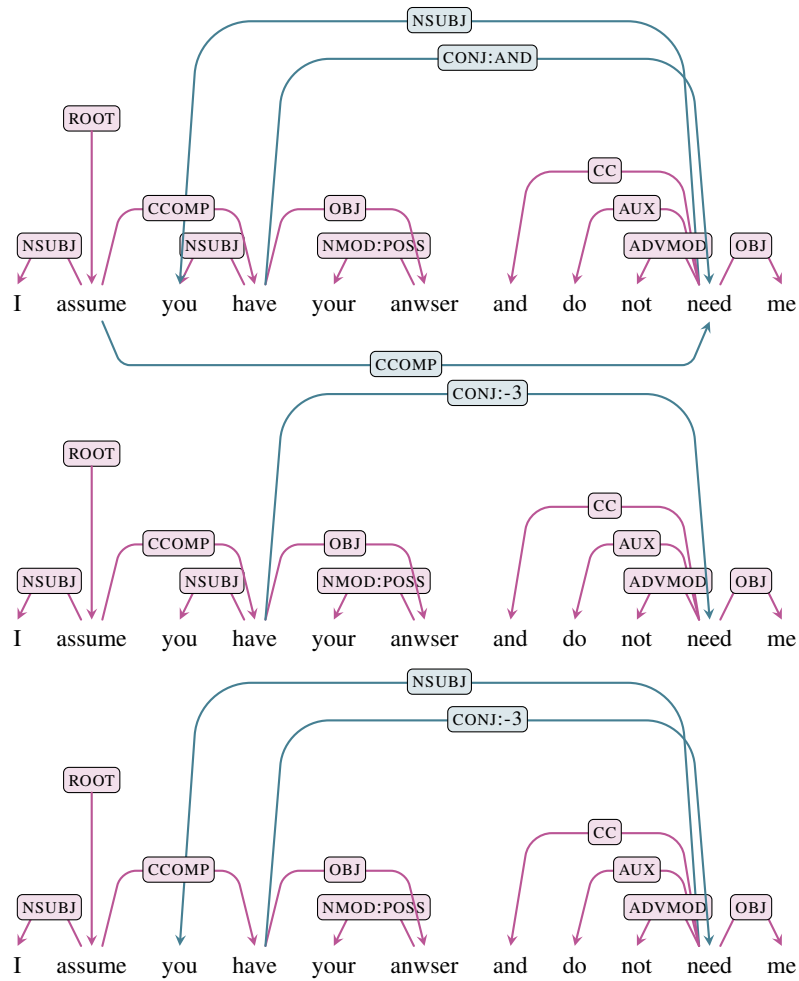 NSUBJ
CONJ:AND
ROOT
CC
CCOMP OBJ AUX
NSUBJ NSUBJ NMOD:POSS ADVMOD OBJ
I assume you have your anwser and do not need me
CCOMP
CONJ:-3
ROOT
CC
CCOMP OBJ AUX
NSUBJ NSUBJ NMOD:POSS ADVMOD OBJ
I assume you have your anwser and do not need me
NSUBJ
CONJ:-3
ROOT
CC
CCOMP OBJ AUX
NSUBJ NMOD:POSS ADVMOD OBJ
I assume you have your anwser and do not need me